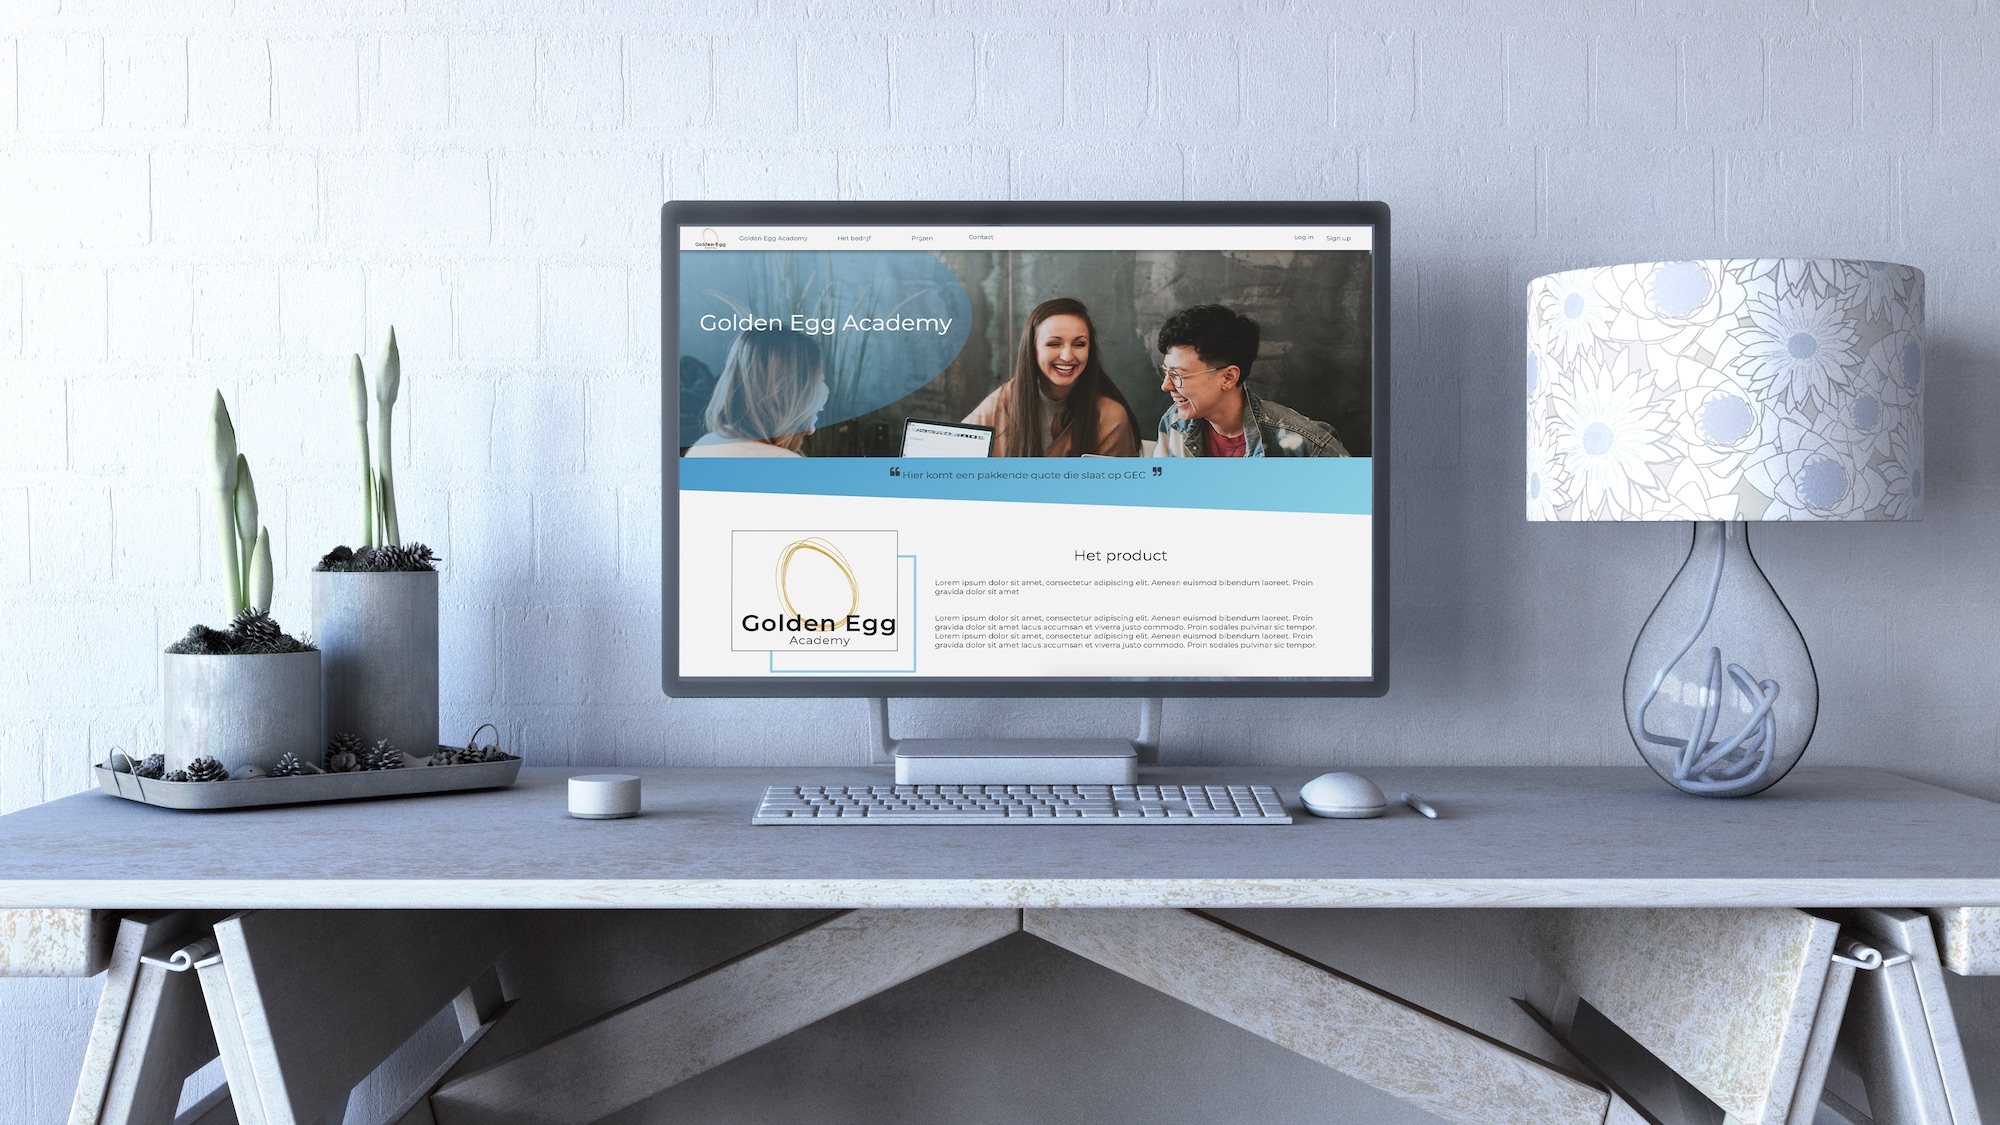 Golden Egg
Golden Egg Academy
Het bedrijf
Prijzen
Contact
Log in
Sign up
Golden Egg Academy
❝ Hier komt een pakkende quote die slaat op GEC ❞
Golden Egg
Academy
Het product
Lorem ipsum dolor sit amet, consectetur adipiscing elit. Aenean euismod bibendum laoreet. Proin
gravida dolor sit amet
Lorem ipsum dolor sit amet, consectetur adipiscing elit. Aenean euismod bibendum laoreet. Proin
gravida dolor sit amet lacus accumsan et viverra justo commodo. Proin sodales pulvinar sic tempor.
Lorem ipsum dolor sit amet, consectetur adipiscing elit. Aenean euismod bibendum laoreet. Proin
gravida dolor sit amet lacus accumsan et viverra justo commodo. Proin sodales pulvinar sic tempor.